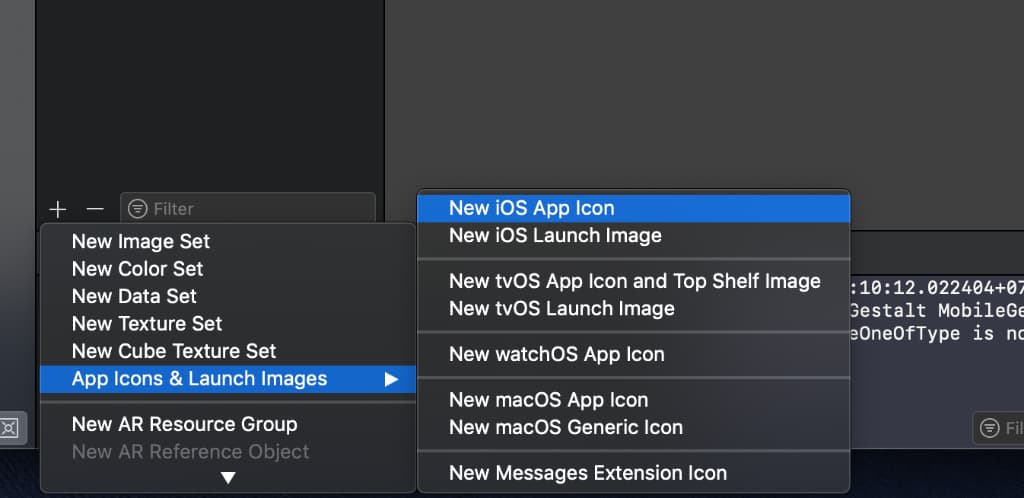 Filter
New Image Set
New Color Set
New Data Set
New Texture Set
New Cube Texture Set
App Icons & Launch Images
New AR Resource Group
New AR Reference Object
New iOS App Icon
New iOS Launch Image
New tvOS App Icon and Top Shelf Image
New tvOS Launch Image
New watchOS App Icon
New macOS App Icon
New macOS Generic Icon
New Messages Extension Icon
:10:12.022404+07
Gestalt MobileGe
eOneOfType is no
Fil